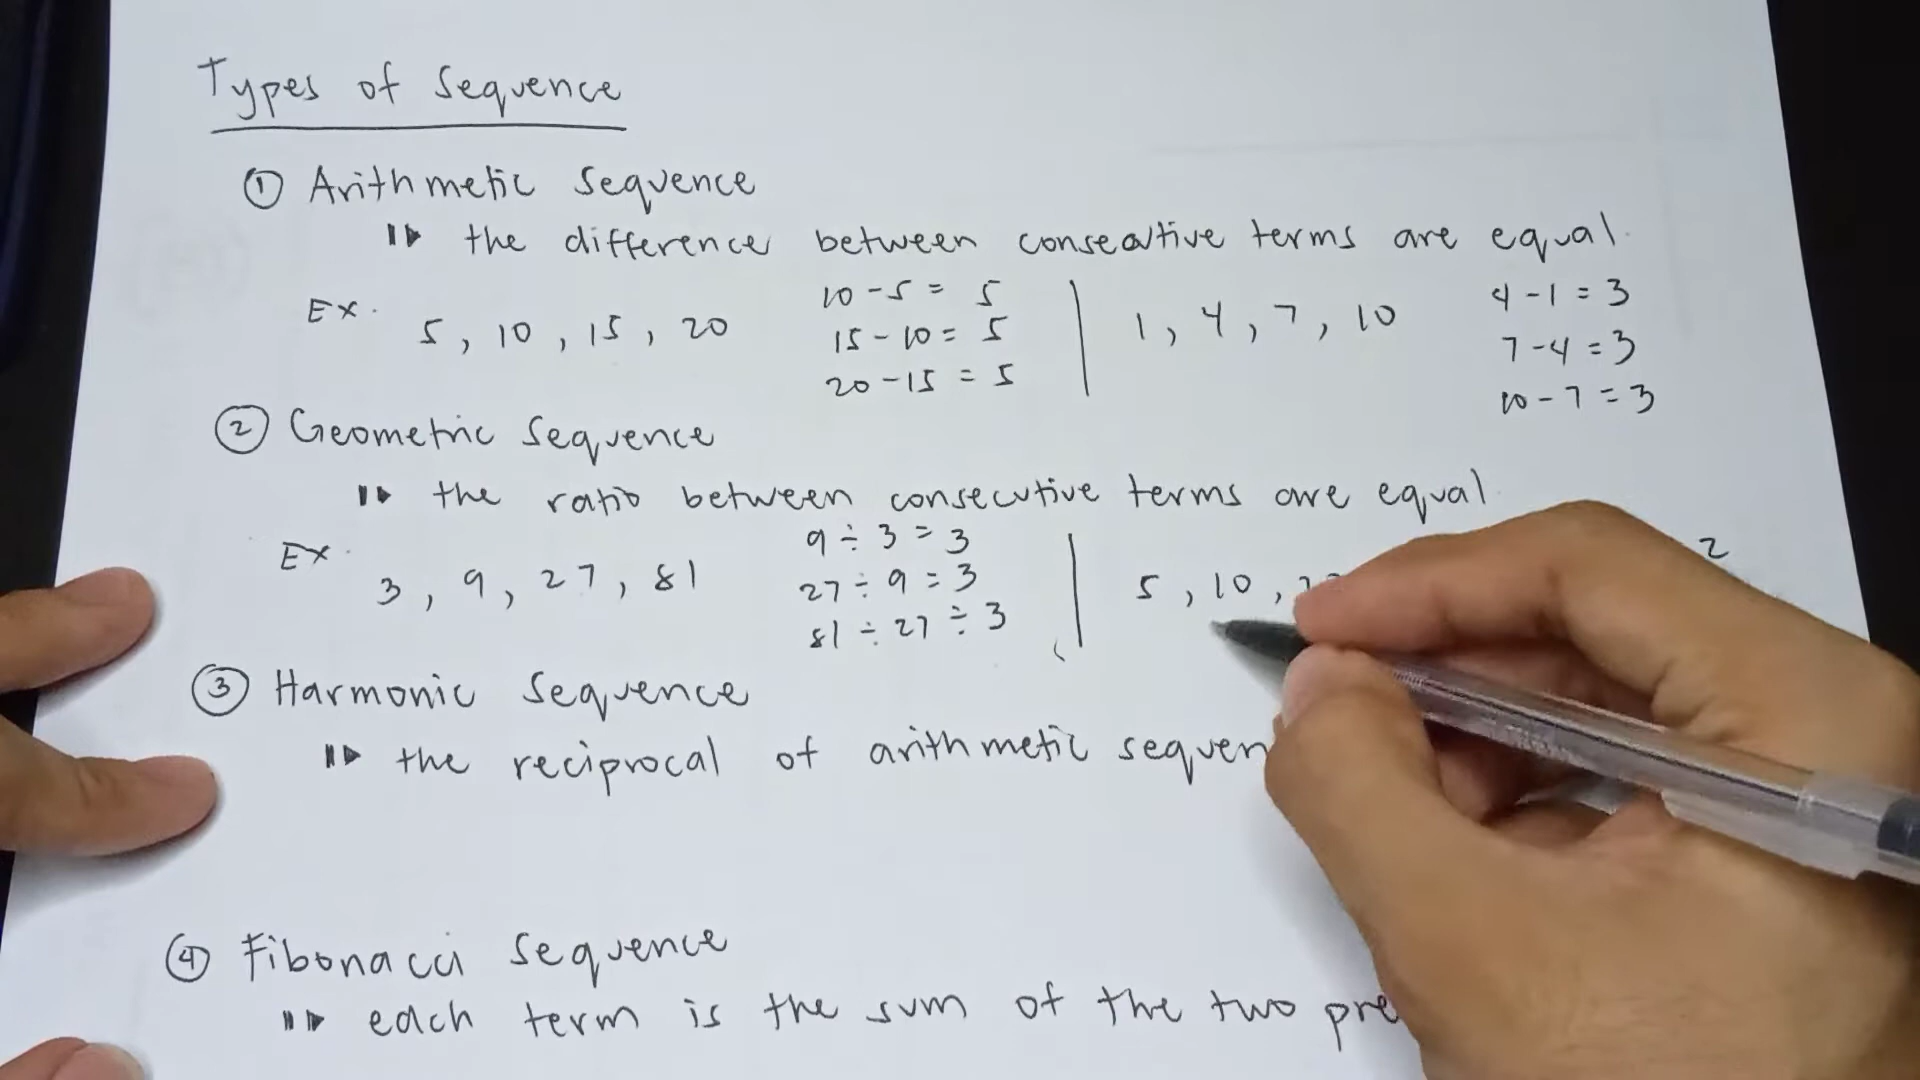 Types of Sequence
① Arithmetic Sequence
the difference between consecutive terms are equal.
Ex. 5, 10, 15, 20
10 - 5 = 5
15 - 10 = 5
20 - 15 = 5
1, 4, 7, 10
4 - 1 = 3
7 - 4 = 3
10 - 7 = 3
② Geometric Sequence
the ratio between consecutive terms are equal.
Ex. 3, 9, 27, 81
9 ÷ 3 = 3
27 ÷ 9 = 3
81 ÷ 27 ÷ 3
5, 10,
2
③ Harmonic Sequence
the reciprocal of arithmetic sequen
④ Fibonacci Sequence
each term is the sum of the two pre